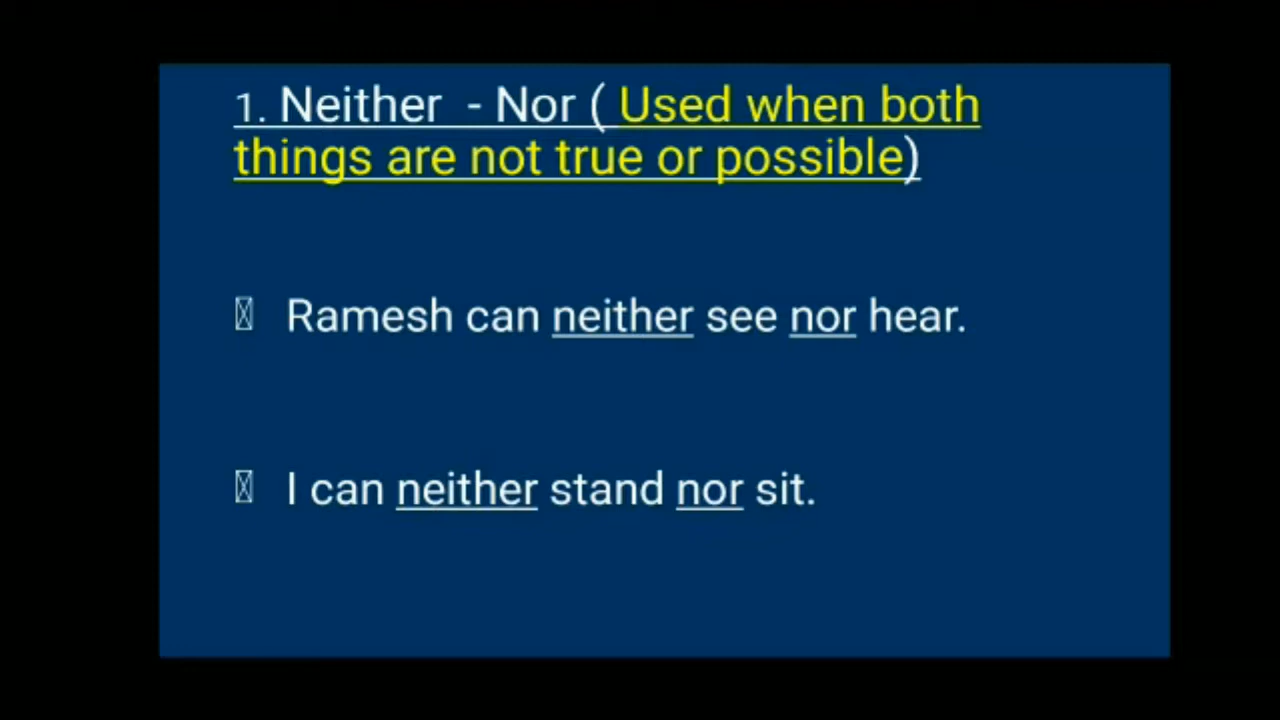 1. Neither - Nor ( Used when both
things are not true or possible)
Ramesh can neither see nor hear.
I can neither stand nor sit.